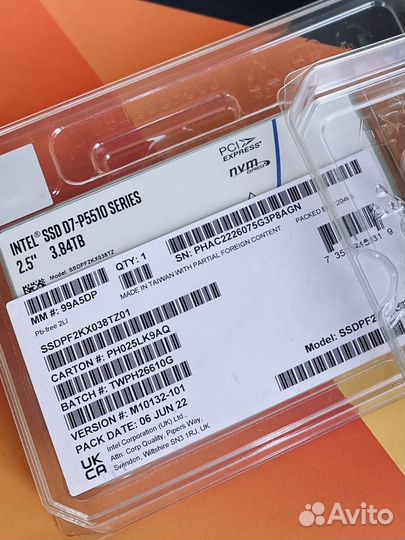 INTEL® SSD D7-P5510 SERIES
2.5" 3.84TB
Model: SSDPF2KX038TZ
PCI
EXPRESS®
nvm
EXPRESS
MM #: 99A5DP
QTY: 1
SN: PHAC2226075G3P8AGN
Pb-free 2LI
MADE IN TAIWAN WITH PARTIAL FOREIGN CONTENT
PACKED
SSDPF2KX038TZ01
CARTON #: PH025LK9AQ
BATCH #: TWPH26610G
VERSION #: M10132-101
PACK DATE: 06 JUN 22
Model: SSDPF2
Intel Corporation (UK) Ltd.,
Attn. Corp Quality, Pipers Way,
Swindon, Wiltshire SN3 1RJ, UK
UK
CA
Avito